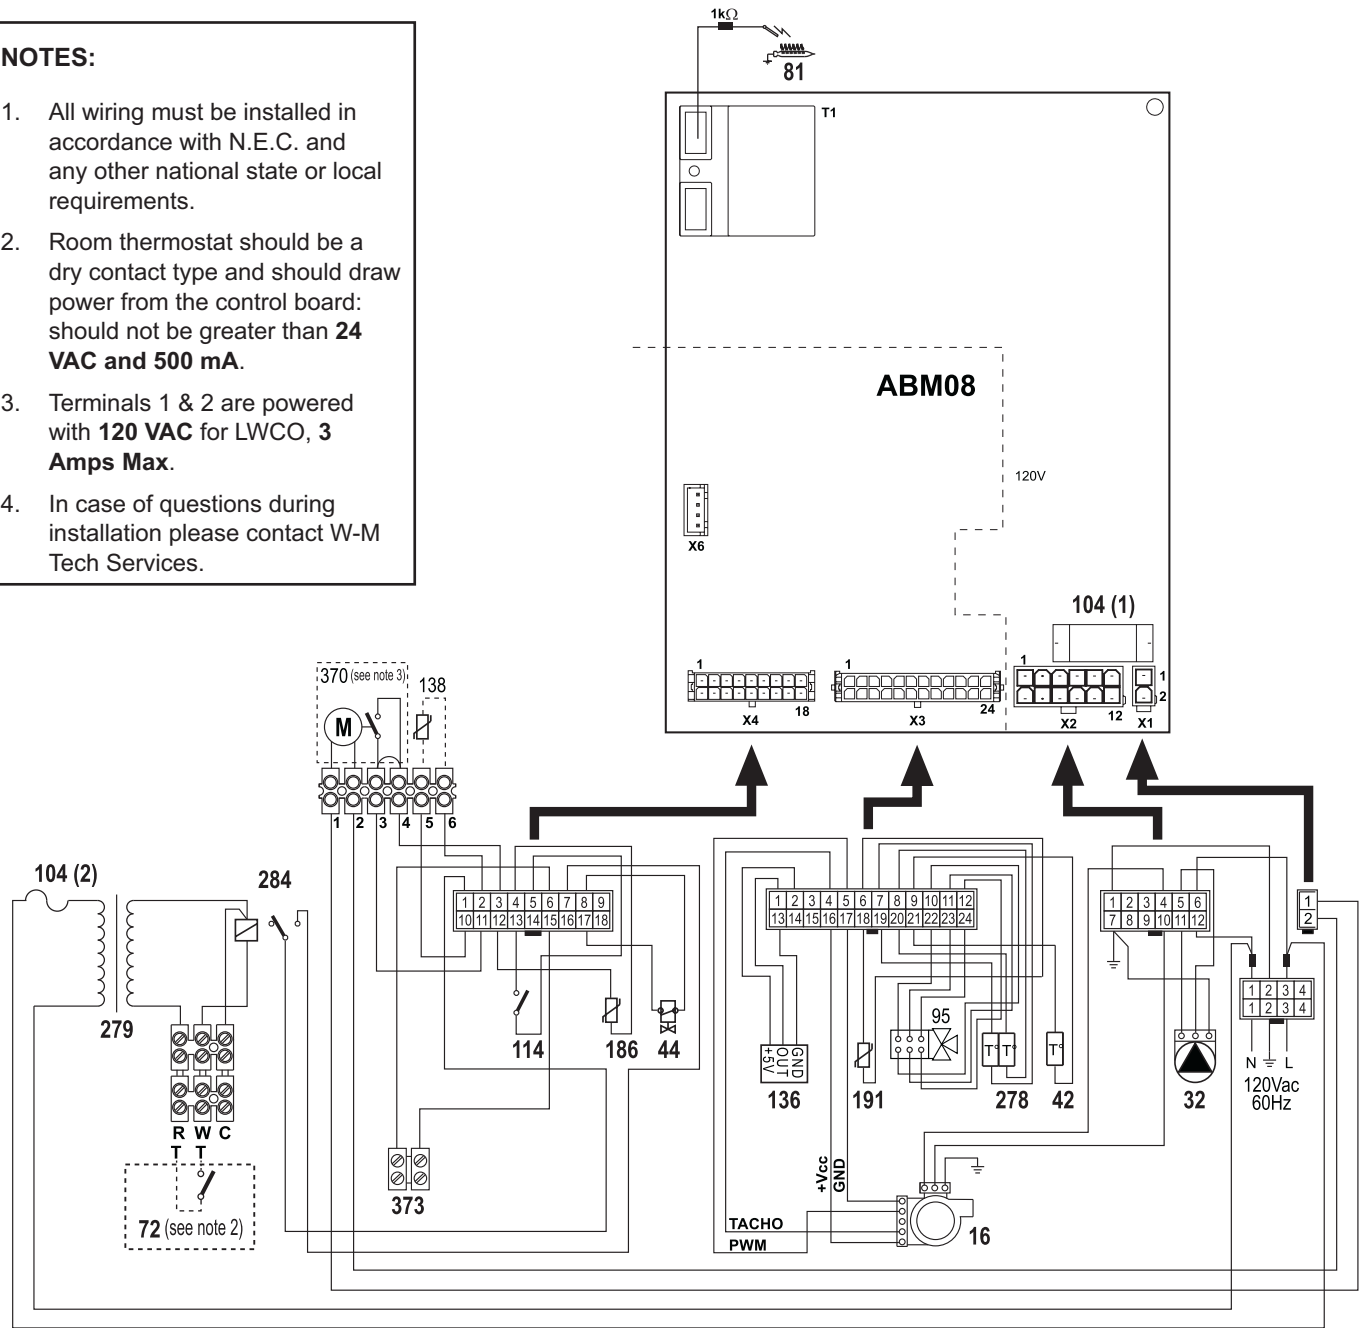 NOTES:
1. All wiring must be installed in
accordance with N.E.C. and
any other national state or local
requirements.
2. Room thermostat should be a
dry contact type and should draw
power from the control board:
should not be greater than 24
VAC and 500 mA.
3. Terminals 1 & 2 are powered
with 120 VAC for LWCO, 3
Amps Max.
4. In case of questions during
installation please contact W-M
Tech Services.
1kΩ
81
T1
ABM08
120V
X6
104 (1)
1
18
X4
1
24
X3
1
12
X2
1
2
X1
370 (see note 3)
138
M
1 2 3 4 5 6
104 (2)
284
279
R W C
T T
72 (see note 2)
1 2 3 4 5 6 7 8 9
10 11 12 13 14 15 16 17 18
114
186
44
373
1 2 3 4 5 6 7 8 9 10 11 12
13 14 15 16 17 18 19 20 21 22 23 24
+5V
OUT
GND
136
191
95
T° T°
278
T°
42
+Vcc
GND
TACHO
PWM
16
1 2 3 4 5 6
7 8 9 10 11 12
32
1
2
1 2 3 4
1 2 3 4
N L
120Vac
60Hz